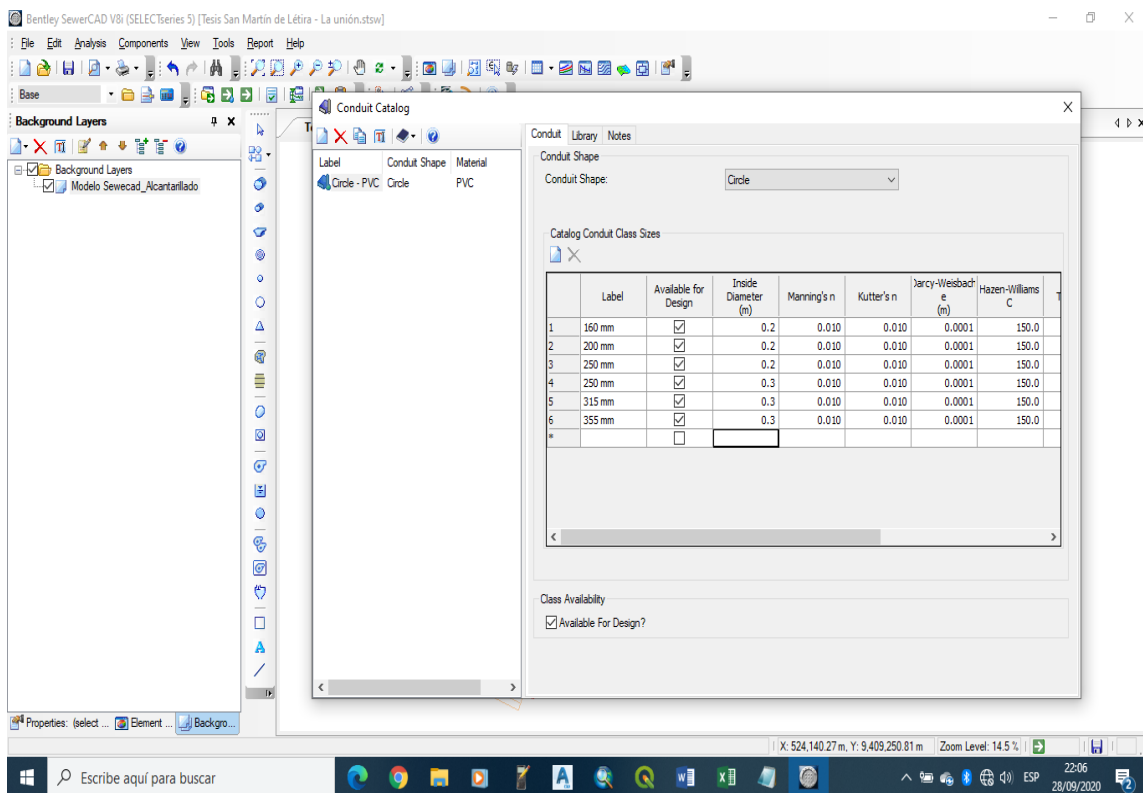 Bentley SewerCAD V8i (SELECTseries 5) [Tesis San Martín de Létira - La unión.stsw]
File Edit Analysis Components View Tools Report Help
Base
Background Layers
Background Layers
Modelo Sewecad_Alcantarillado
Conduit Catalog
Label Conduit Shape Material
Circle - PVC Circle PVC
Conduit Library Notes
Conduit Shape
Conduit Shape: Circle
Catalog Conduit Class Sizes
Label Available for Design Inside Diameter (m) Manning's n Kutter's n Darcy-Weisbach e (m) Hazen-Williams C
1 160 mm 0.2 0.010 0.010 0.0001 150.0
2 200 mm 0.2 0.010 0.010 0.0001 150.0
3 250 mm 0.2 0.010 0.010 0.0001 150.0
4 250 mm 0.3 0.010 0.010 0.0001 150.0
5 315 mm 0.3 0.010 0.010 0.0001 150.0
6 355 mm 0.3 0.010 0.010 0.0001 150.0
*
Class Availability
Available For Design?
Properties: (select ... Element ... Backgro...
X: 524,140.27 m, Y: 9,409,250.81 m Zoom Level: 14.5 %
Escribe aquí para buscar
ESP
22:06
28/09/2020